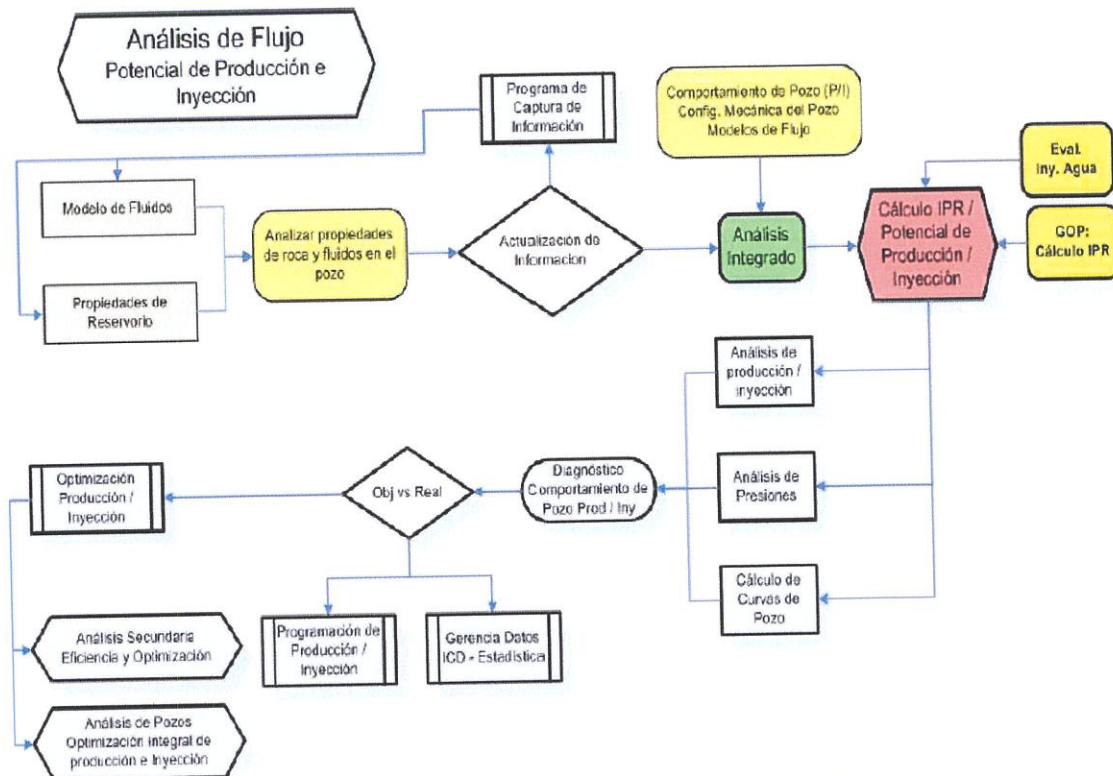 Análisis de Flujo
Potencial de Producción e
Inyección
Programa de
Captura de
Información
Comportamiento de Pozo (P/I)
Config. Mecánica del Pozo
Modelos de Flujo
Eval.
Iny. Agua
GOP:
Cálculo IPR
Modelo de Fluidos
Propiedades de
Reservorio
Analizar propiedades
de roca y fluidos en el
pozo
Actualización de
Informacion
Análisis
Integrado
Cálculo IPR /
Potencial de
Producción /
Inyección
Análisis de
producción /
inyección
Análisis de
Presiones
Cálculo de
Curvas de
Pozo
Diagnóstico
Comportamiento de
Pozo Prod / Iny
Obj vs Real
Optimización
Producción /
Inyección
Programación de
Producción /
Inyección
Gerencia Datos
ICD - Estadística
Análisis Secundaria
Eficiencia y Optimización
Análisis de Pozos
Optimización Integral de
producción e Inyección